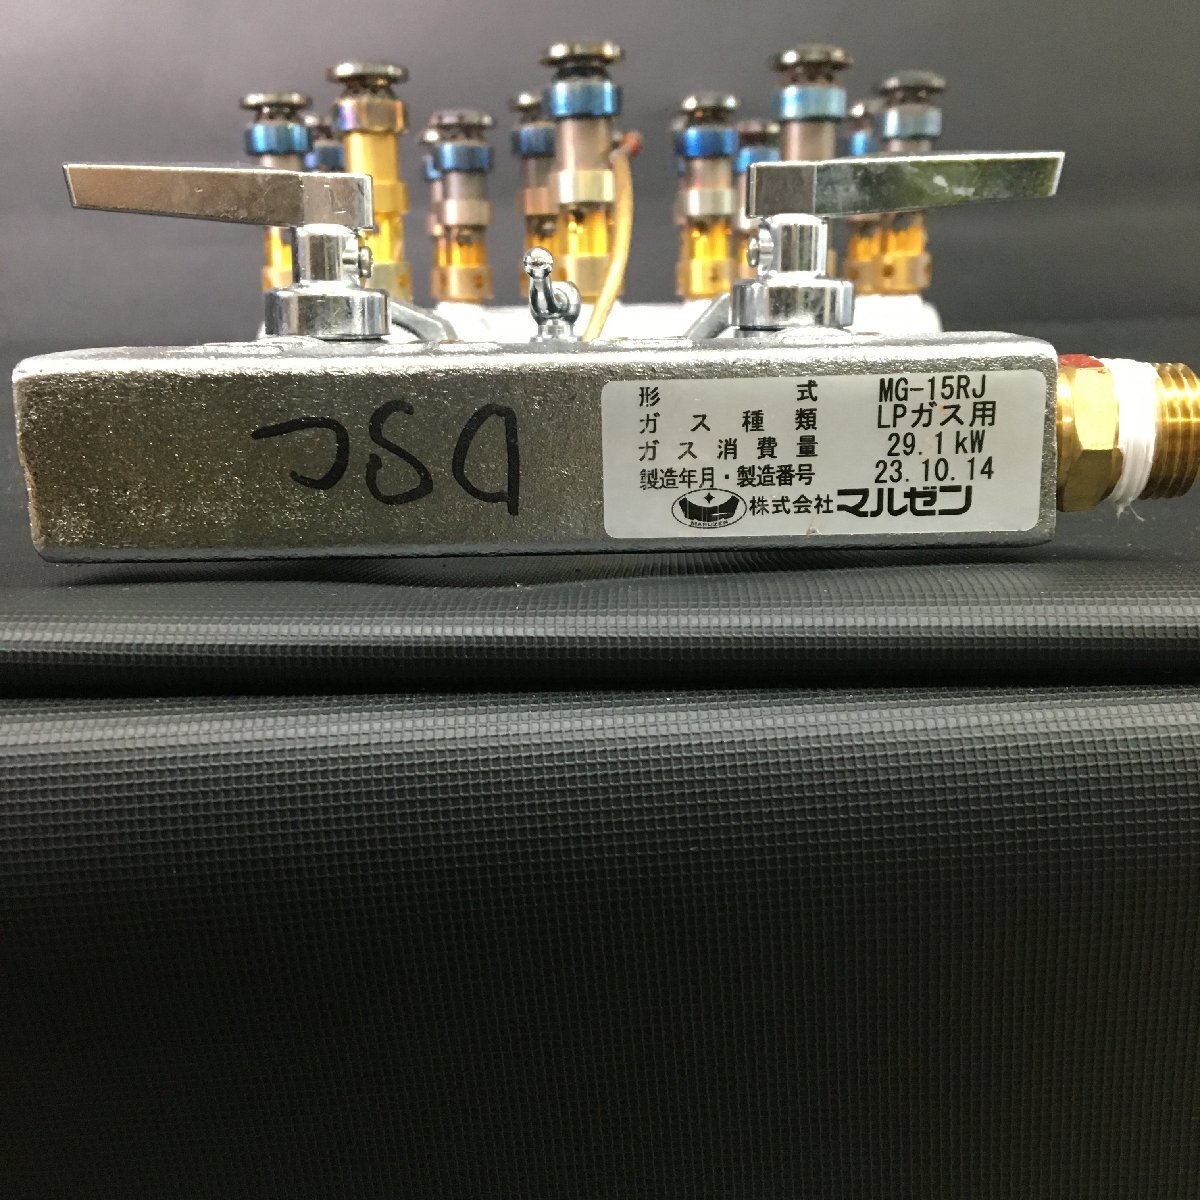 DSC
形式 MG-15RJ
ガス種類 LPガス用
ガス消費量 29.1kW
製造年月・製造番号 23.10.14
MARUZEN 株式会社マルゼン